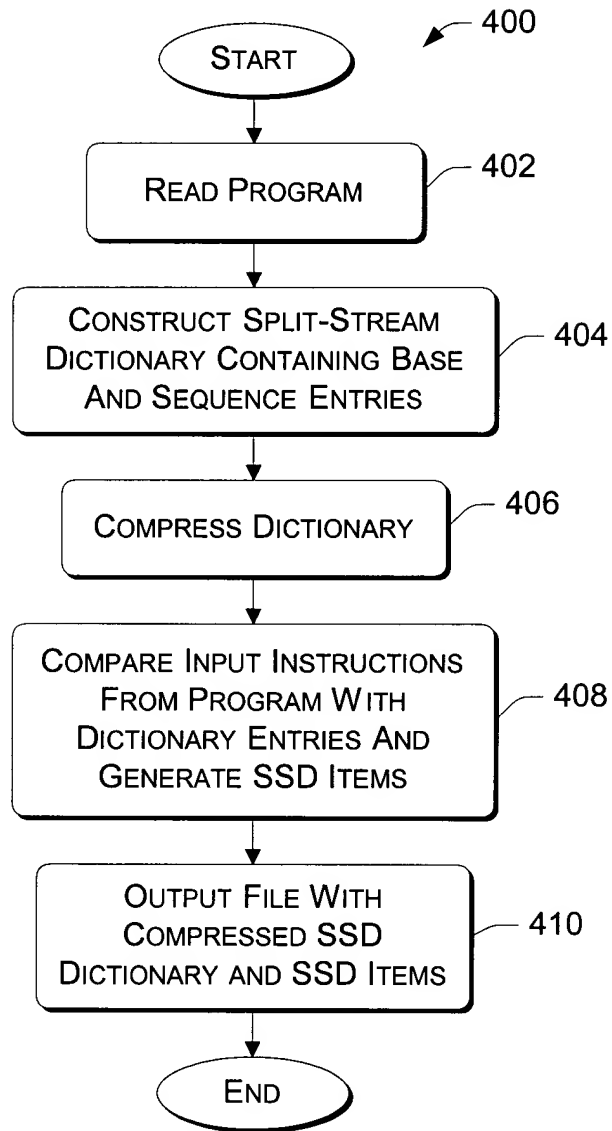 400
START
READ PROGRAM
402
CONSTRUCT SPLIT-STREAM
DICTIONARY CONTAINING BASE
AND SEQUENCE ENTRIES
404
COMPRESS DICTIONARY
406
COMPARE INPUT INSTRUCTIONS
FROM PROGRAM WITH
DICTIONARY ENTRIES AND
GENERATE SSD ITEMS
408
OUTPUT FILE WITH
COMPRESSED SSD
DICTIONARY AND SSD ITEMS
410
END